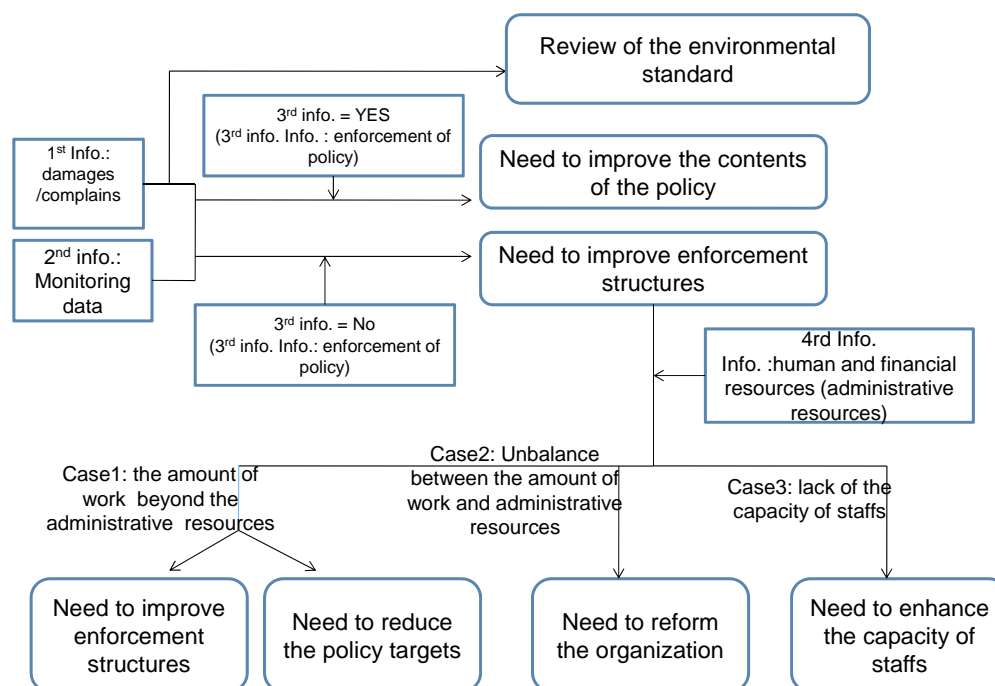 Review of the environmental
standard
3rd info. = YES
(3rd info. Info. : enforcement of
policy)
1st Info.:
damages
/complains
Need to improve the contents
of the policy
2nd info.:
Monitoring
data
Need to improve enforcement
structures
3rd info. = No
(3rd info. Info.: enforcement of
policy)
4rd Info.
Info. :human and financial
resources (administrative
resources)
Case1: the amount of
work beyond the
administrative resources
Case2: Unbalance
between the amount of
work and administrative
resources
Case3: lack of the
capacity of staffs
Need to improve
enforcement
structures
Need to reduce
the policy targets
Need to reform
the organization
Need to enhance
the capacity of
staffs